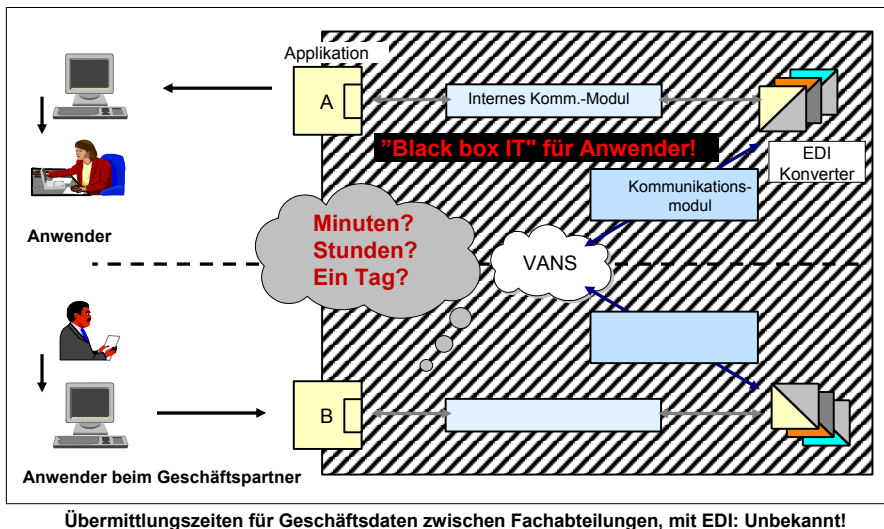 Applikation
A
Internes Komm.-Modul
"Black box IT" für Anwender!
EDI
Konverter
Kommunikations-
modul
Anwender
Minuten?
Stunden?
Ein Tag?
VANS
B
Anwender beim Geschäftspartner
Übermittlungszeiten für Geschäftsdaten zwischen Fachabteilungen, mit EDI: Unbekannt!